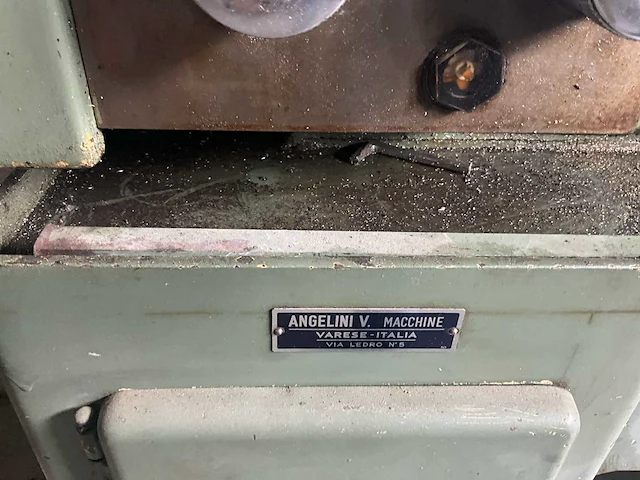 ANGELINI V. MACCHINE
VARESE-ITALIA
VIA LEDRO N°5